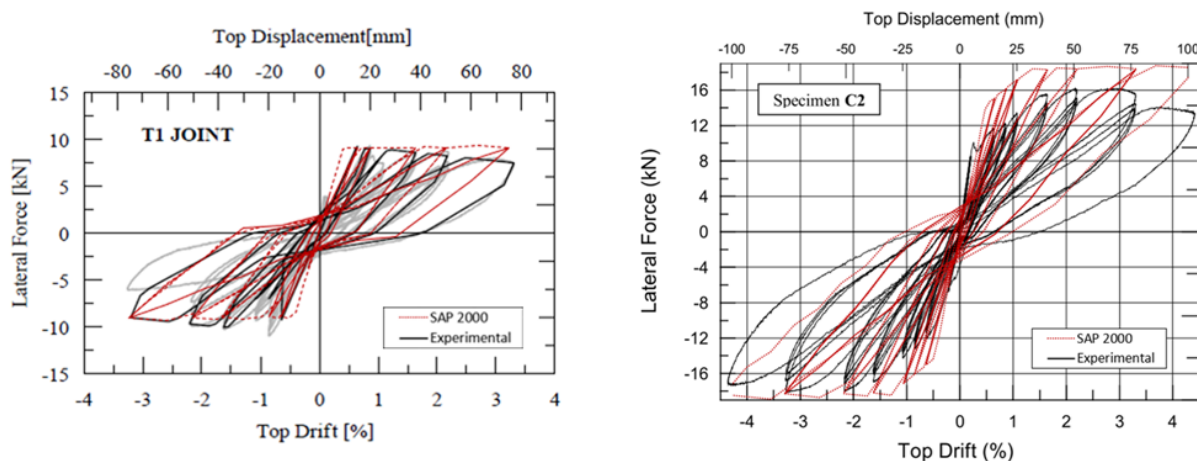 Top Displacement[mm]
-80 -60 -40 -20 0 20 40 60 80
15
10
5
0
-5
-10
-15
Lateral Force [kN]
T1 JOINT
SAP 2000
Experimental
-4 -3 -2 -1 0 1 2 3 4
Top Drift [%]
Top Displacement (mm)
-100 -75 -50 -25 0 25 50 75 100
16
12
8
4
0
-4
-8
-12
-16
Lateral Force (kN)
Specimen C2
SAP 2000
Experimental
-4 -3 -2 -1 0 1 2 3 4
Top Drift (%)